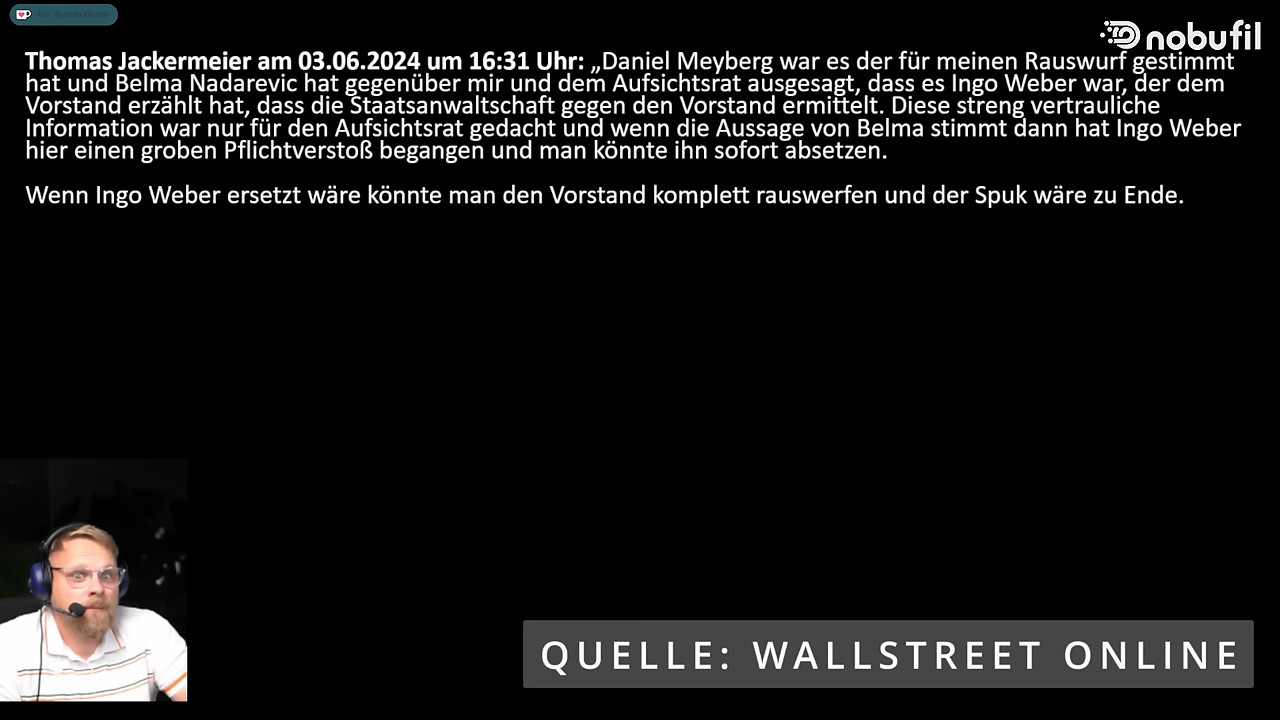 Ko-fi.com/dizee
nobufil
Thomas Jackermeier am 03.06.2024 um 16:31 Uhr: „Daniel Meyberg war es der für meinen Rauswurf gestimmt
hat und Belma Nadarevic hat gegenüber mir und dem Aufsichtsrat ausgesagt, dass es Ingo Weber war, der dem
Vorstand erzählt hat, dass die Staatsanwaltschaft gegen den Vorstand ermittelt. Diese streng vertrauliche
Information war nur für den Aufsichtsrat gedacht und wenn die Aussage von Belma stimmt dann hat Ingo Weber
hier einen groben Pflichtverstoß begangen und man könnte ihn sofort absetzen.
Wenn Ingo Weber ersetzt wäre könnte man den Vorstand komplett rauswerfen und der Spuk wäre zu Ende.
QUELLE: WALLSTREET ONLINE